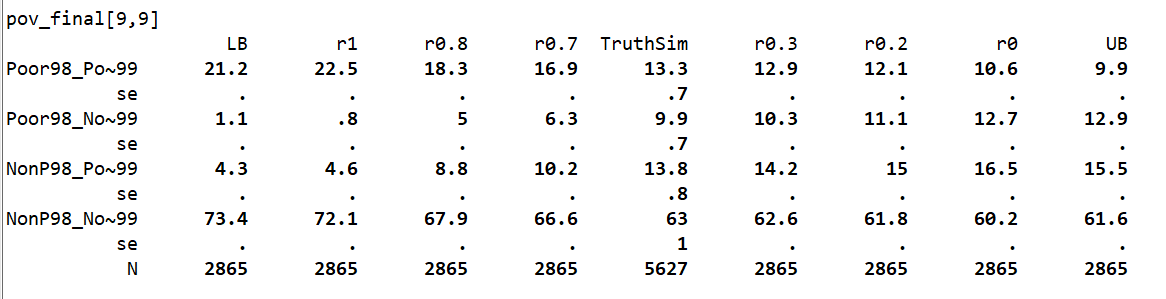 pov_final[9,9]
LB r1 r0.8 r0.7 TruthSim r0.3 r0.2 r0 UB
Poor98_Po~99 21.2 22.5 18.3 16.9 13.3 12.9 12.1 10.6 9.9
se . . . . .7 . . . .
Poor98_No~99 1.1 .8 5 6.3 9.9 10.3 11.1 12.7 12.9
se . . . . .7 . . . .
NonP98_Po~99 4.3 4.6 8.8 10.2 13.8 14.2 15 16.5 15.5
se . . . . .8 . . . .
NonP98_No~99 73.4 72.1 67.9 66.6 63 62.6 61.8 60.2 61.6
se . . . . 1 . . . .
N 2865 2865 2865 2865 5627 2865 2865 2865 2865